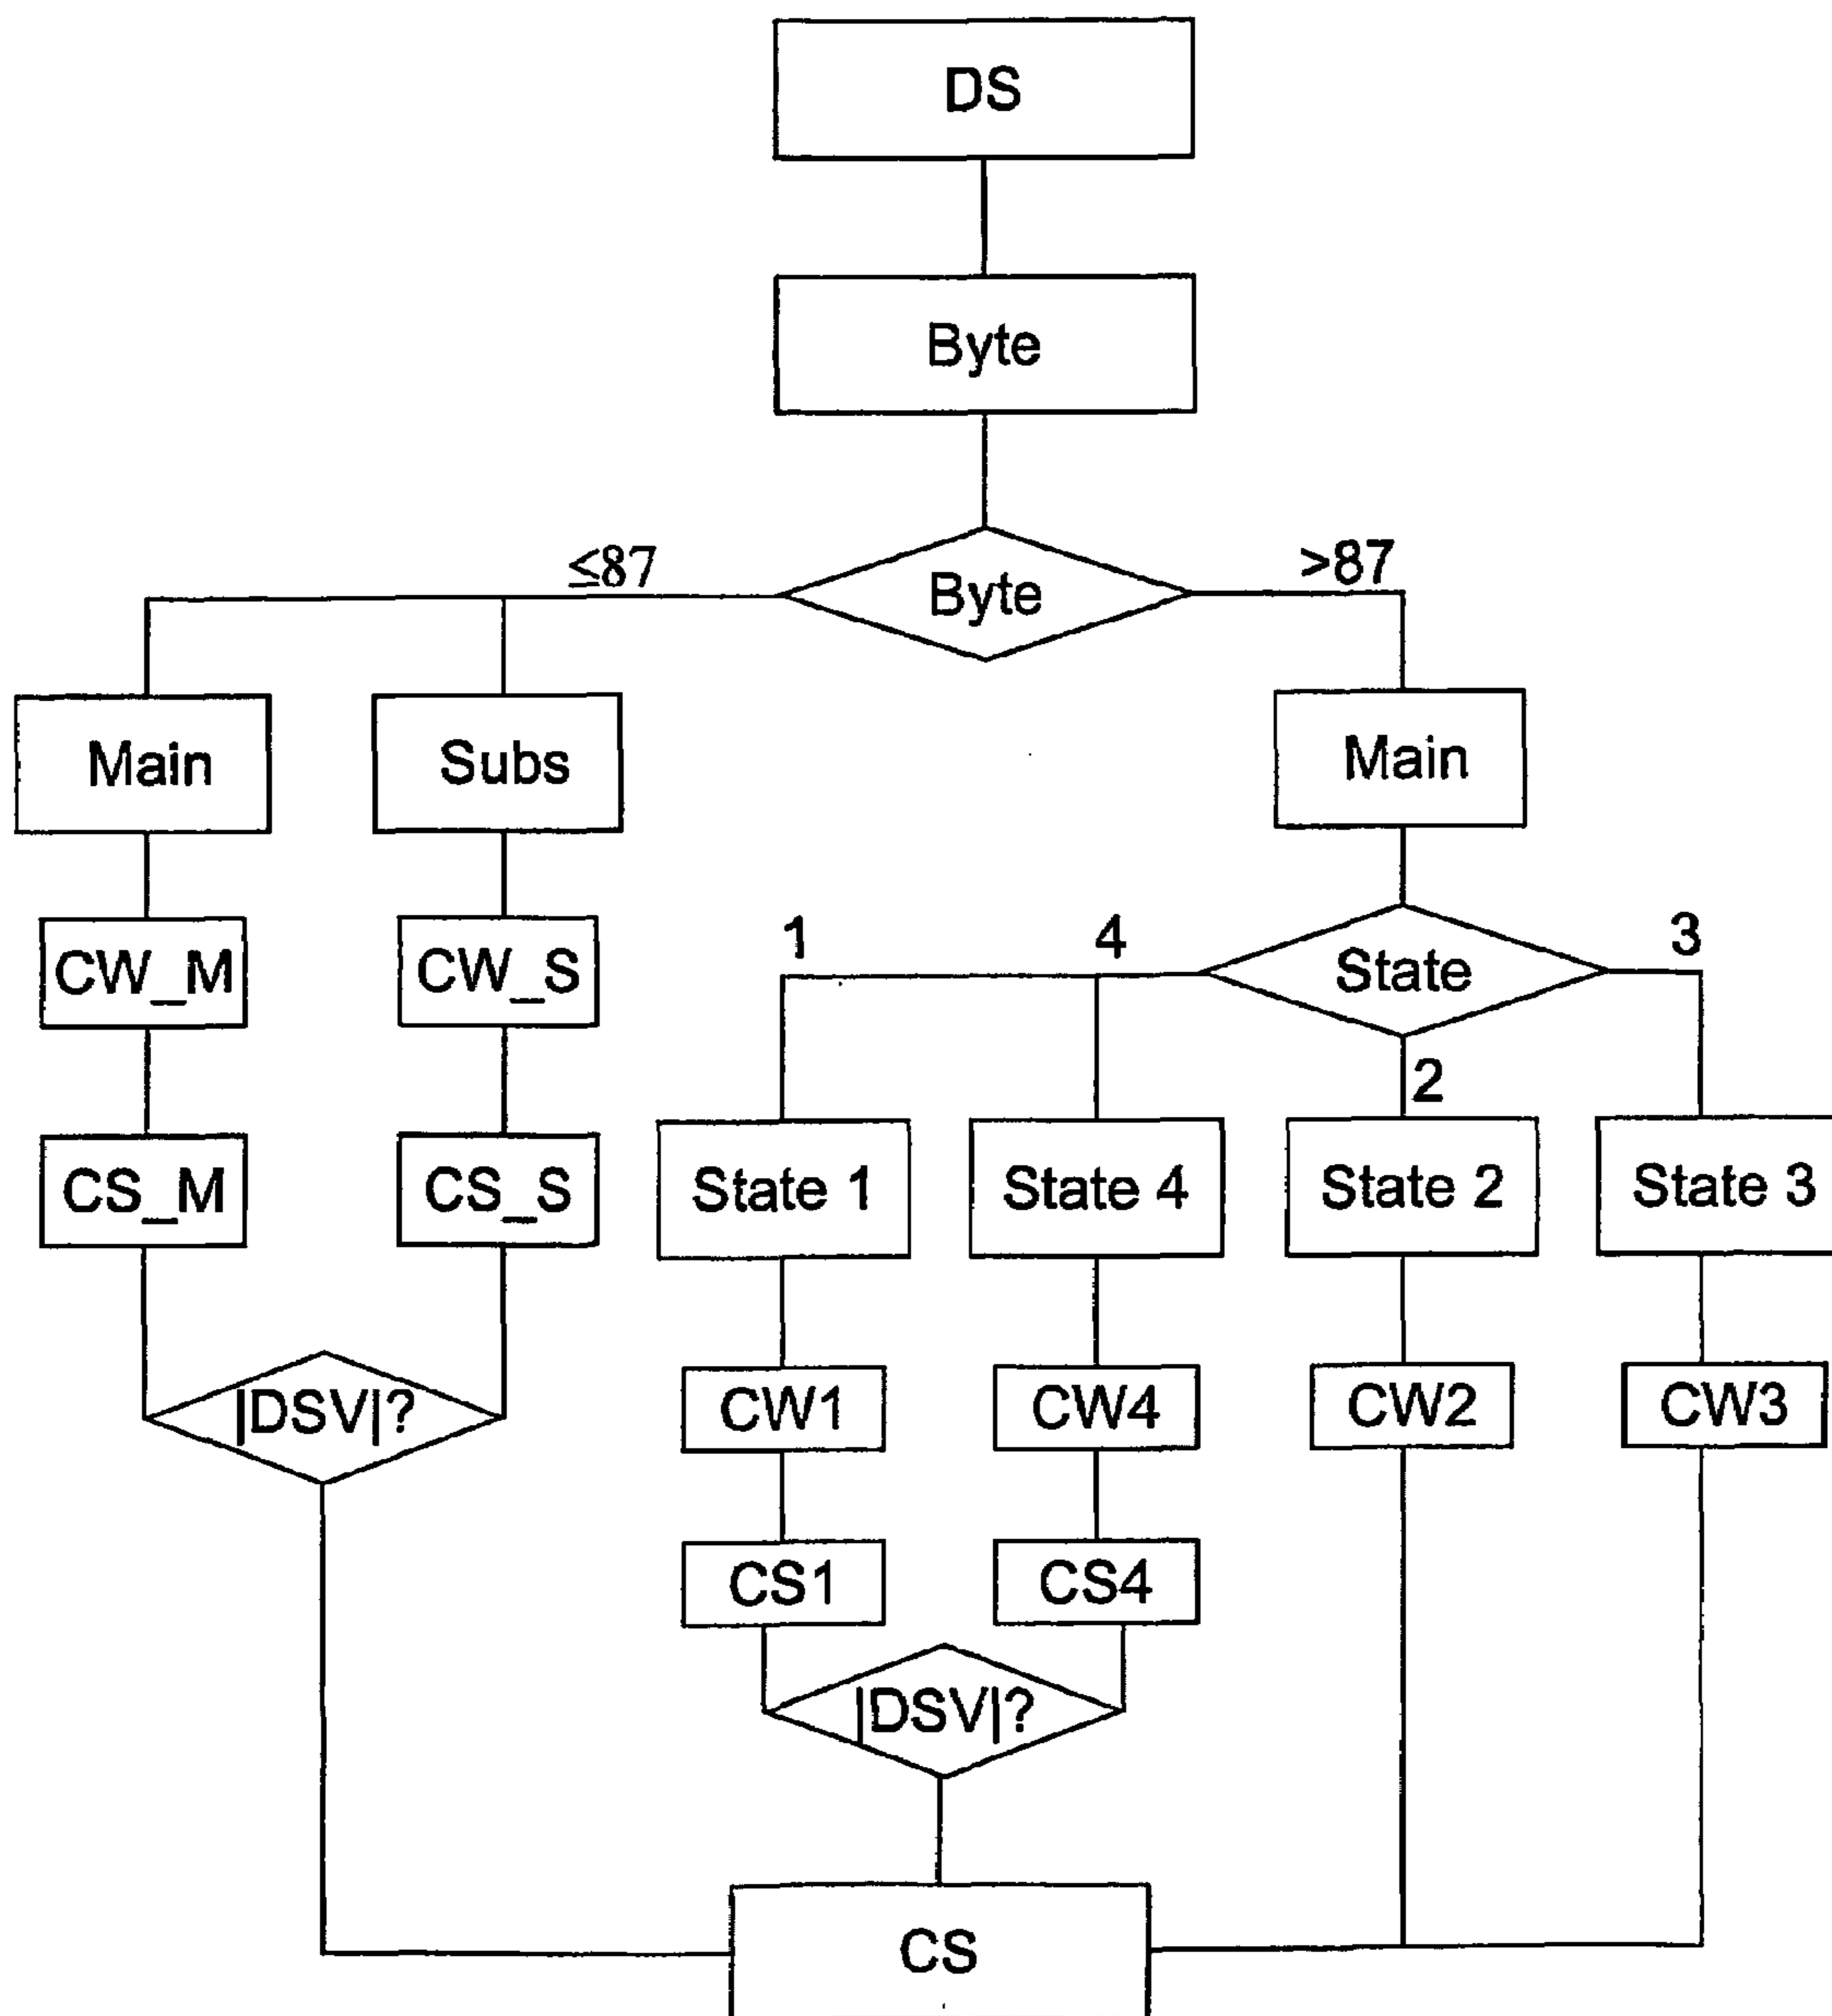 DS
Byte
≤87
Byte
>87
Main
Subs
Main
CW_M
CW_S
1
4
State
3
2
CS_M
CS_S
State 1
State 4
State 2
State 3
|DSV|?
CW1
CW4
CW2
CW3
CS1
CS4
|DSV|?
CS